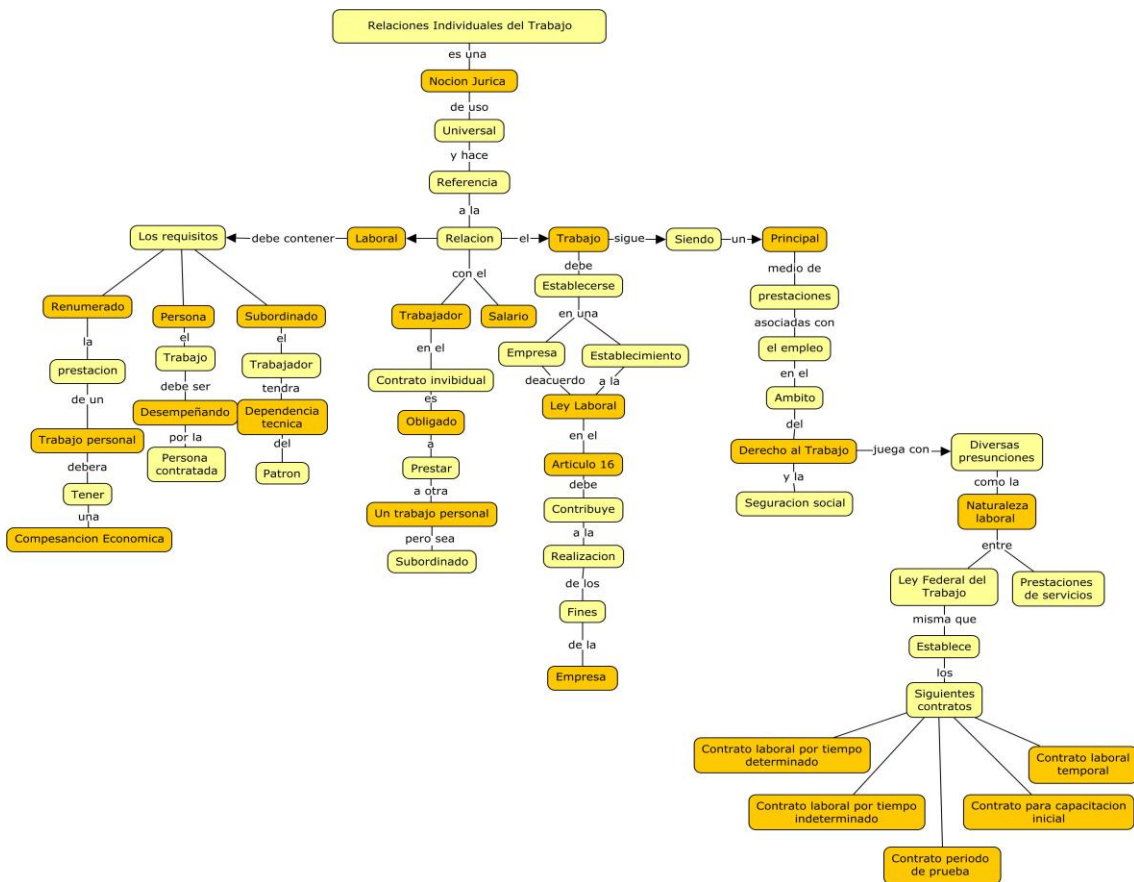 Relaciones Individuales del Trabajo
es una
Nocion Jurica
de uso
Universal
y hace
Referencia
a la
Los requisitos
debe contener
Laboral
Relacion
el
Trabajo
sigue
Siendo
un
Principal
Renumerado
la
prestacion
de un
Trabajo personal
debera
Tener
una
Compesancion Economica
Persona
el
Trabajo
debe ser
Desempeñando
por la
Persona
contratada
Subordinado
el
Trabajador
tendra
Dependencia
tecnica
del
Patron
con el
Trabajador
Salario
en el
Contrato invibidual
es
Obligado
a
Prestar
a otra
Un trabajo personal
pero sea
Subordinado
debe
Establecerse
en una
Empresa
Establecimiento
deacuerdo
a la
Ley Laboral
en el
Articulo 16
debe
Contribuye
a la
Realizacion
de los
Fines
de la
Empresa
medio de
prestaciones
asociadas con
el empleo
en el
Ambito
del
Derecho al Trabajo
y la
Seguracion social
Juega con
Diversas
presunciones
como la
Naturaleza
laboral
entre
Ley Federal del
Trabajo
Prestaciones
de servicios
misma que
Establece
los
Siguientes
contratos
Contrato laboral por tiempo
determinado
Contrato laboral por tiempo
indeterminado
Contrato periodo
de prueba
Contrato para capacitacion
inicial
Contrato laboral
temporal